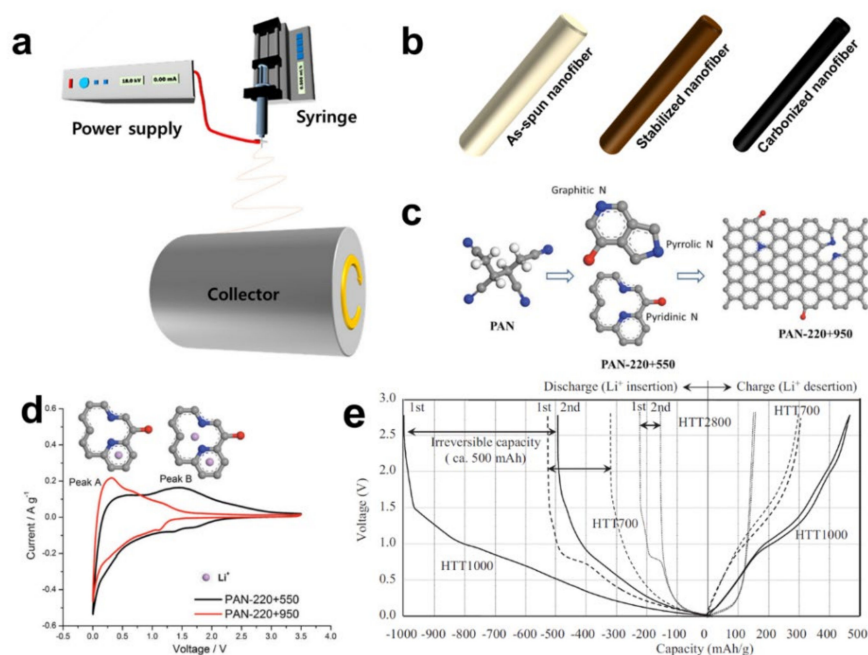 a
18.0 kV 0.00 mA
Power supply
Syringe
Collector
b
As-spun nanofiber
Stabilized nanofiber
Carbonized nanofiber
c
Graphitic N
Pyrrolic N
PAN
Pyridinic N
PAN-220+550
PAN-220+950
d
Peak A
Peak B
Li⁺
PAN-220+550
PAN-220+950
Current / A g⁻¹
0.6
0.4
0.2
0.0
-0.2
-0.4
-0.6
0.0 0.5 1.0 1.5 2.0 2.5 3.0 3.5 4.0
Voltage / V
e
Discharge (Li⁺ insertion) Charge (Li⁺ desertion)
1st 1st 2nd 1st 2nd HTT2800 HTT700
Irreversible capacity
( ca. 500 mAh)
HTT700
HTT1000 HTT1000
Voltage (V)
3.0
2.5
2.0
1.5
1.0
0.5
0
-1000 -900 -800 -700 -600 -500 -400 -300 -200 -100 0 100 200 300 400 500
Capacity (mAh/g)